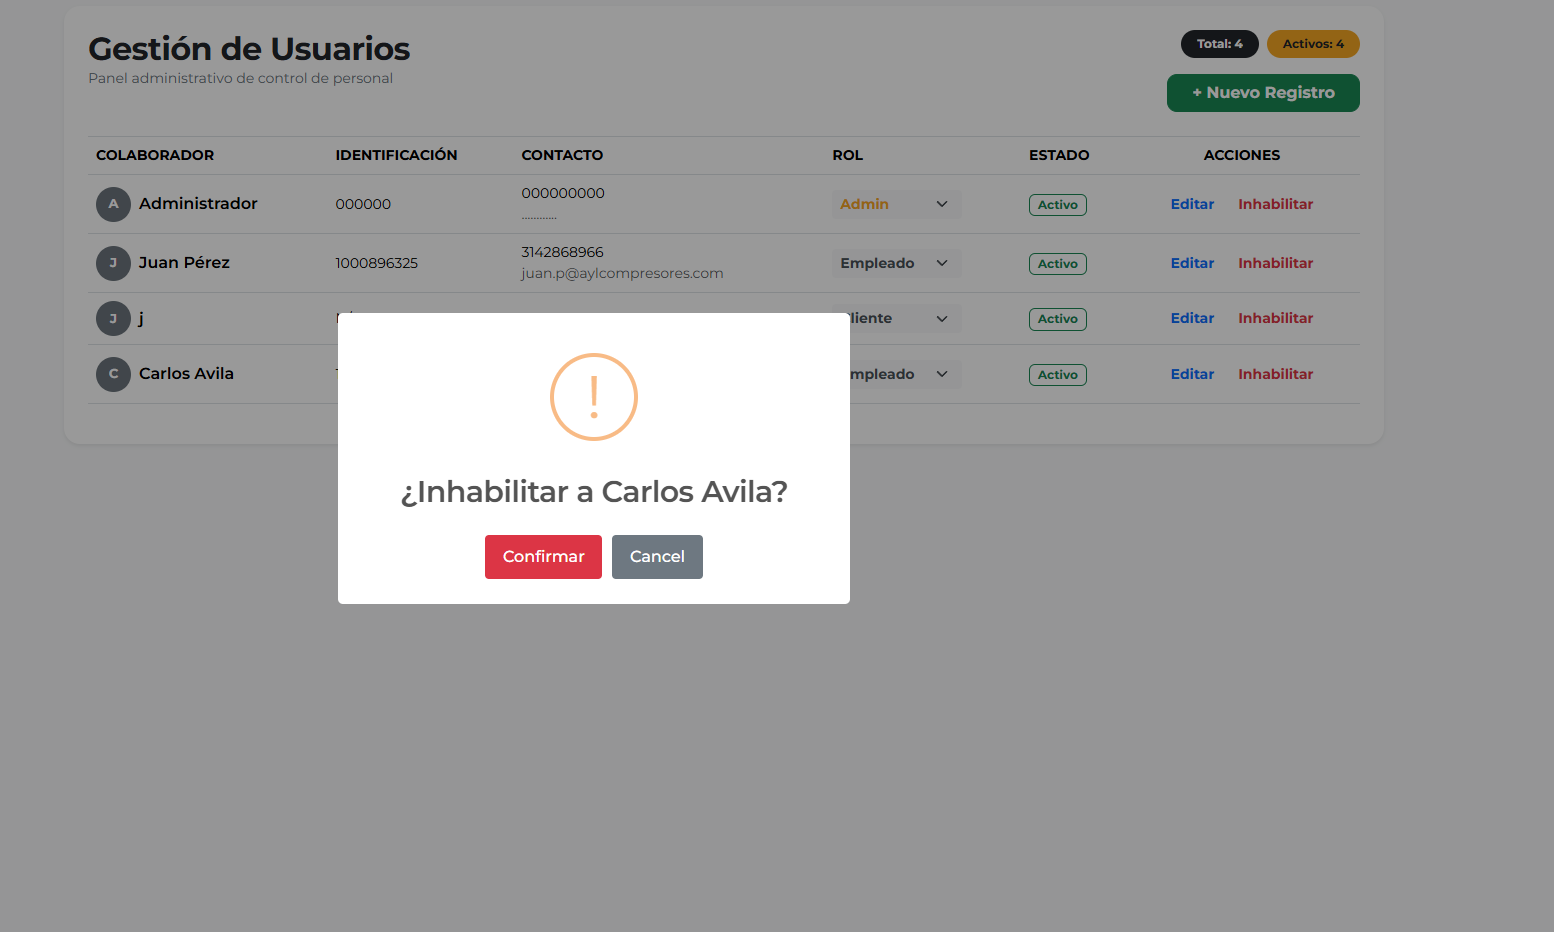 Gestión de Usuarios
Total: 4
Activos: 4
Panel administrativo de control de personal
+ Nuevo Registro
COLABORADOR IDENTIFICACIÓN CONTACTO ROL ESTADO ACCIONES
A Administrador 000000 000000000 Admin Activo Editar Inhabilitar
............
J Juan Pérez 1000896325 3142868966 Empleado Activo Editar Inhabilitar
juan.p@aylcompresores.com
J j liente Activo Editar Inhabilitar
C Carlos Avila mpleado Activo Editar Inhabilitar
!
¿Inhabilitar a Carlos Avila?
Confirmar
Cancel